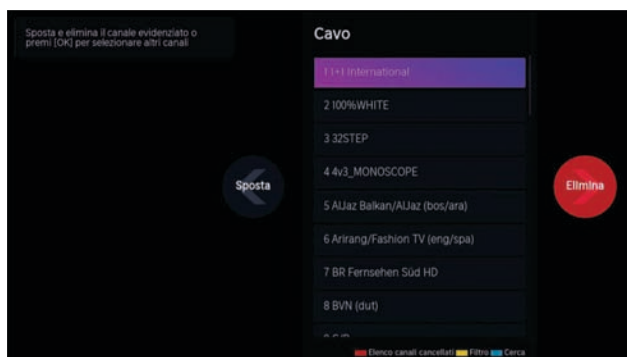 Sposta e elimina il canale evidenziato o
premi [OK] per selezionare altri canali
Cavo
1 1+1 International
2 100%WHITE
3 32STEP
4 4v3_MONOSCOPE
Sposta
Elimina
5 AlJaz Balkan/AlJaz (bos/ara)
6 Arirang/Fashion TV (eng/spa)
7 BR Fernsehen Süd HD
8 BVN (dut)
Elenco canali cancellati Filtro Cerca